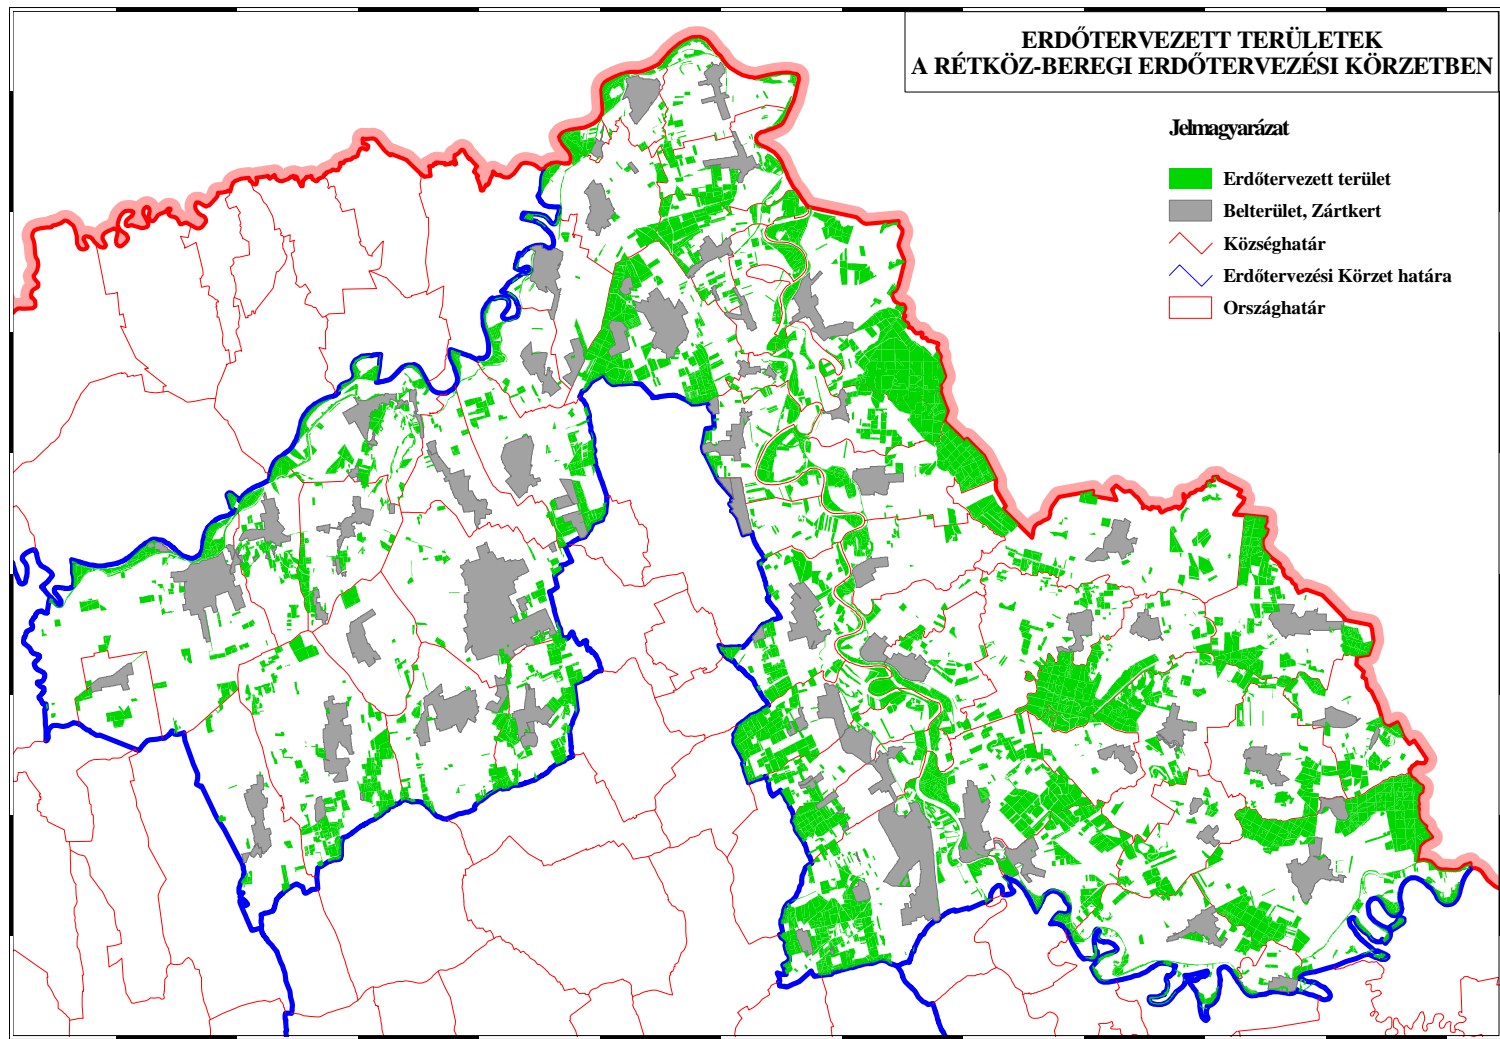 ERDŐTERVEZETT TERÜLETEK
A RÉTKÖZ-BEREGI ERDŐTERVEZÉSI KÖRZETBEN
Jelmagyarázat
Erdőtervezett terület
Belterület, Zártkert
Községhatár
Erdőtervezési Körzet határa
Országhatár